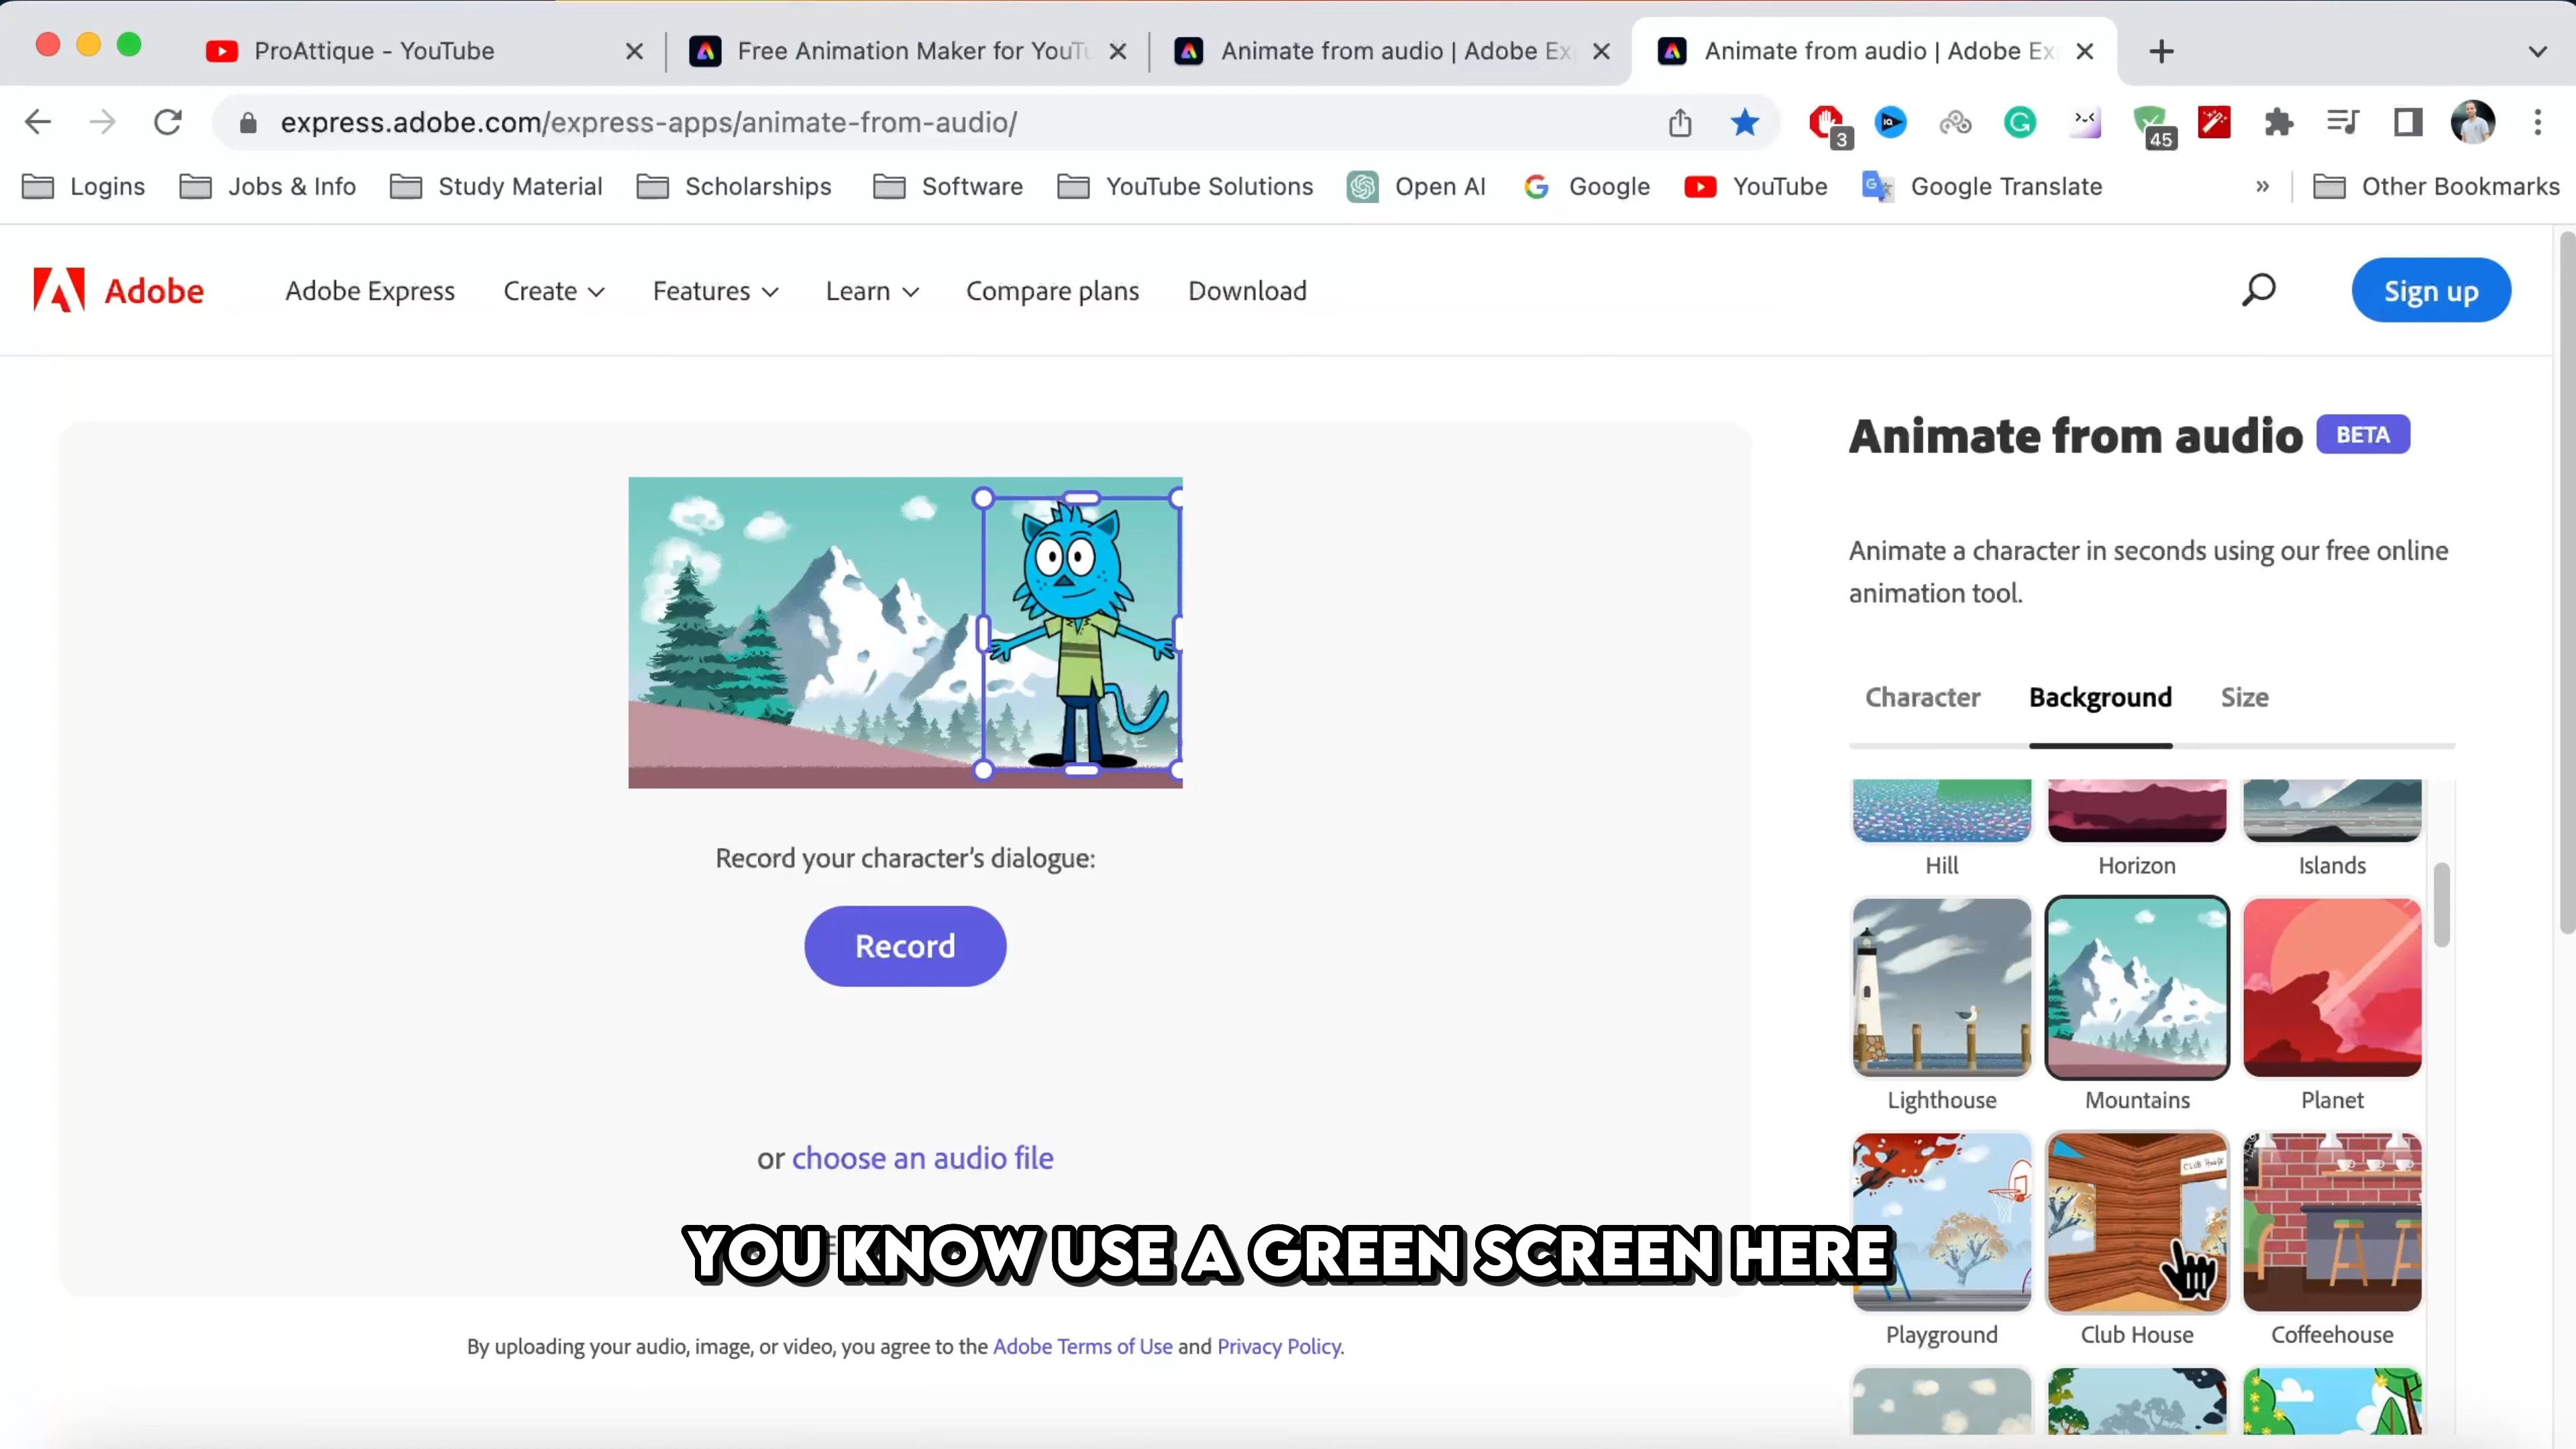 ProAttique - YouTube
Free Animation Maker for YouTu
Animate from audio | Adobe Ex
Animate from audio | Adobe Ex
express.adobe.com/express-apps/animate-from-audio/
3
IQ
45
Logins
Jobs & Info
Study Material
Scholarships
Software
YouTube Solutions
Open AI
Google
YouTube
Google Translate
»
Other Bookmarks
Adobe
Adobe Express
Create
Features
Learn
Compare plans
Download
Sign up
Animate from audio BETA
Animate a character in seconds using our free online
animation tool.
Character
Background
Size
Hill
Horizon
Islands
Record your character's dialogue:
Record
Lighthouse
Mountains
Planet
or choose an audio file
CLUB House
YOU KNOW USE A GREEN SCREEN HERE
Playground
Club House
Coffeehouse
By uploading your audio, image, or video, you agree to the Adobe Terms of Use and Privacy Policy.